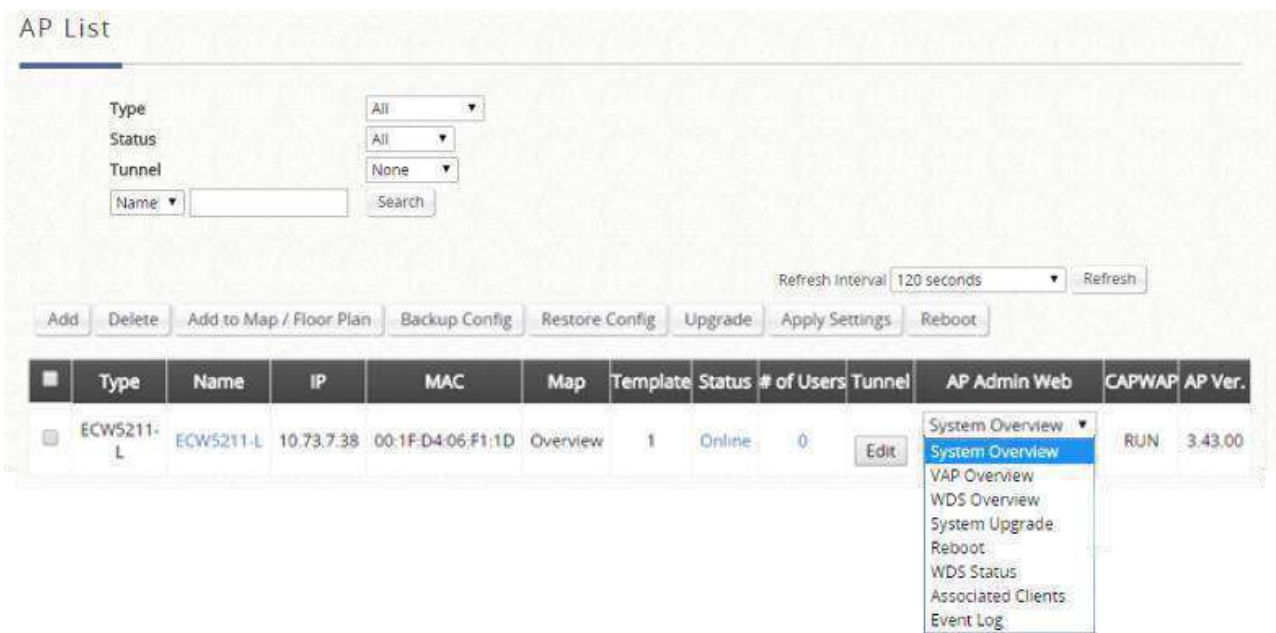 AP List
Type All
Status All
Tunnel None
Name Search
Refresh Interval 120 seconds Refresh
Add Delete Add to Map / Floor Plan Backup Config Restore Config Upgrade Apply Settings Reboot
Type Name IP MAC Map Template Status # of Users Tunnel AP Admin Web CAPWAP AP Ver.
ECW5211-
L
ECW5211-L 10.73.7.38 00:1F:D4:06:F1:1D Overview 1 Online 0 Edit System Overview RUN 3.43.00
System Overview
VAP Overview
WDS Overview
System Upgrade
Reboot
WDS Status
Associated Clients
Event Log